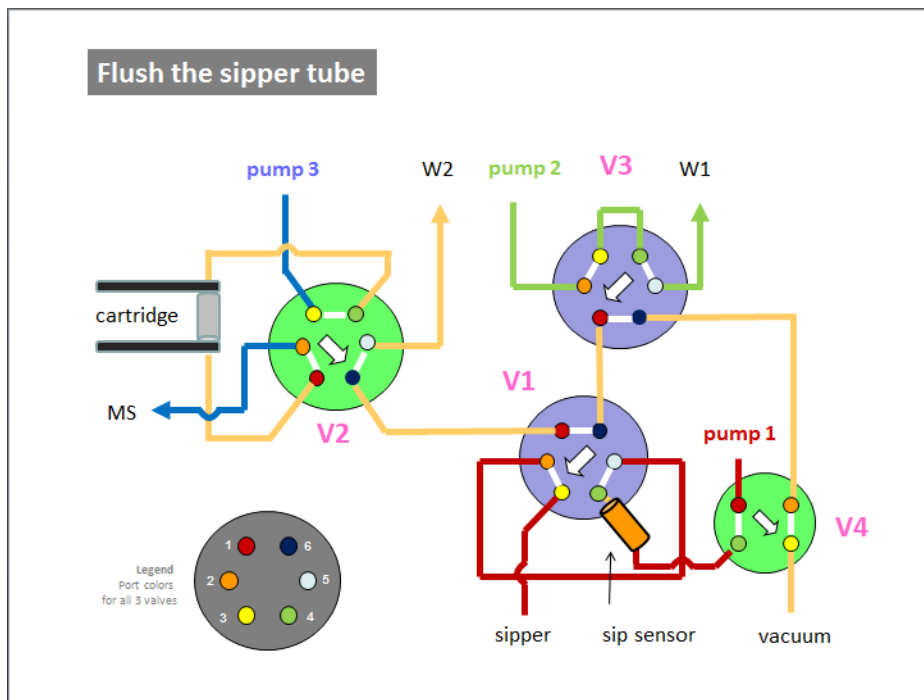 Flush the sipper tube
pump 3
W2
pump 2
V3
W1
cartridge
MS
V2
V1
pump 1
V4
1
6
2
5
3
4
Legend
Port colors
for all 3 valves
sipper
sip sensor
vacuum